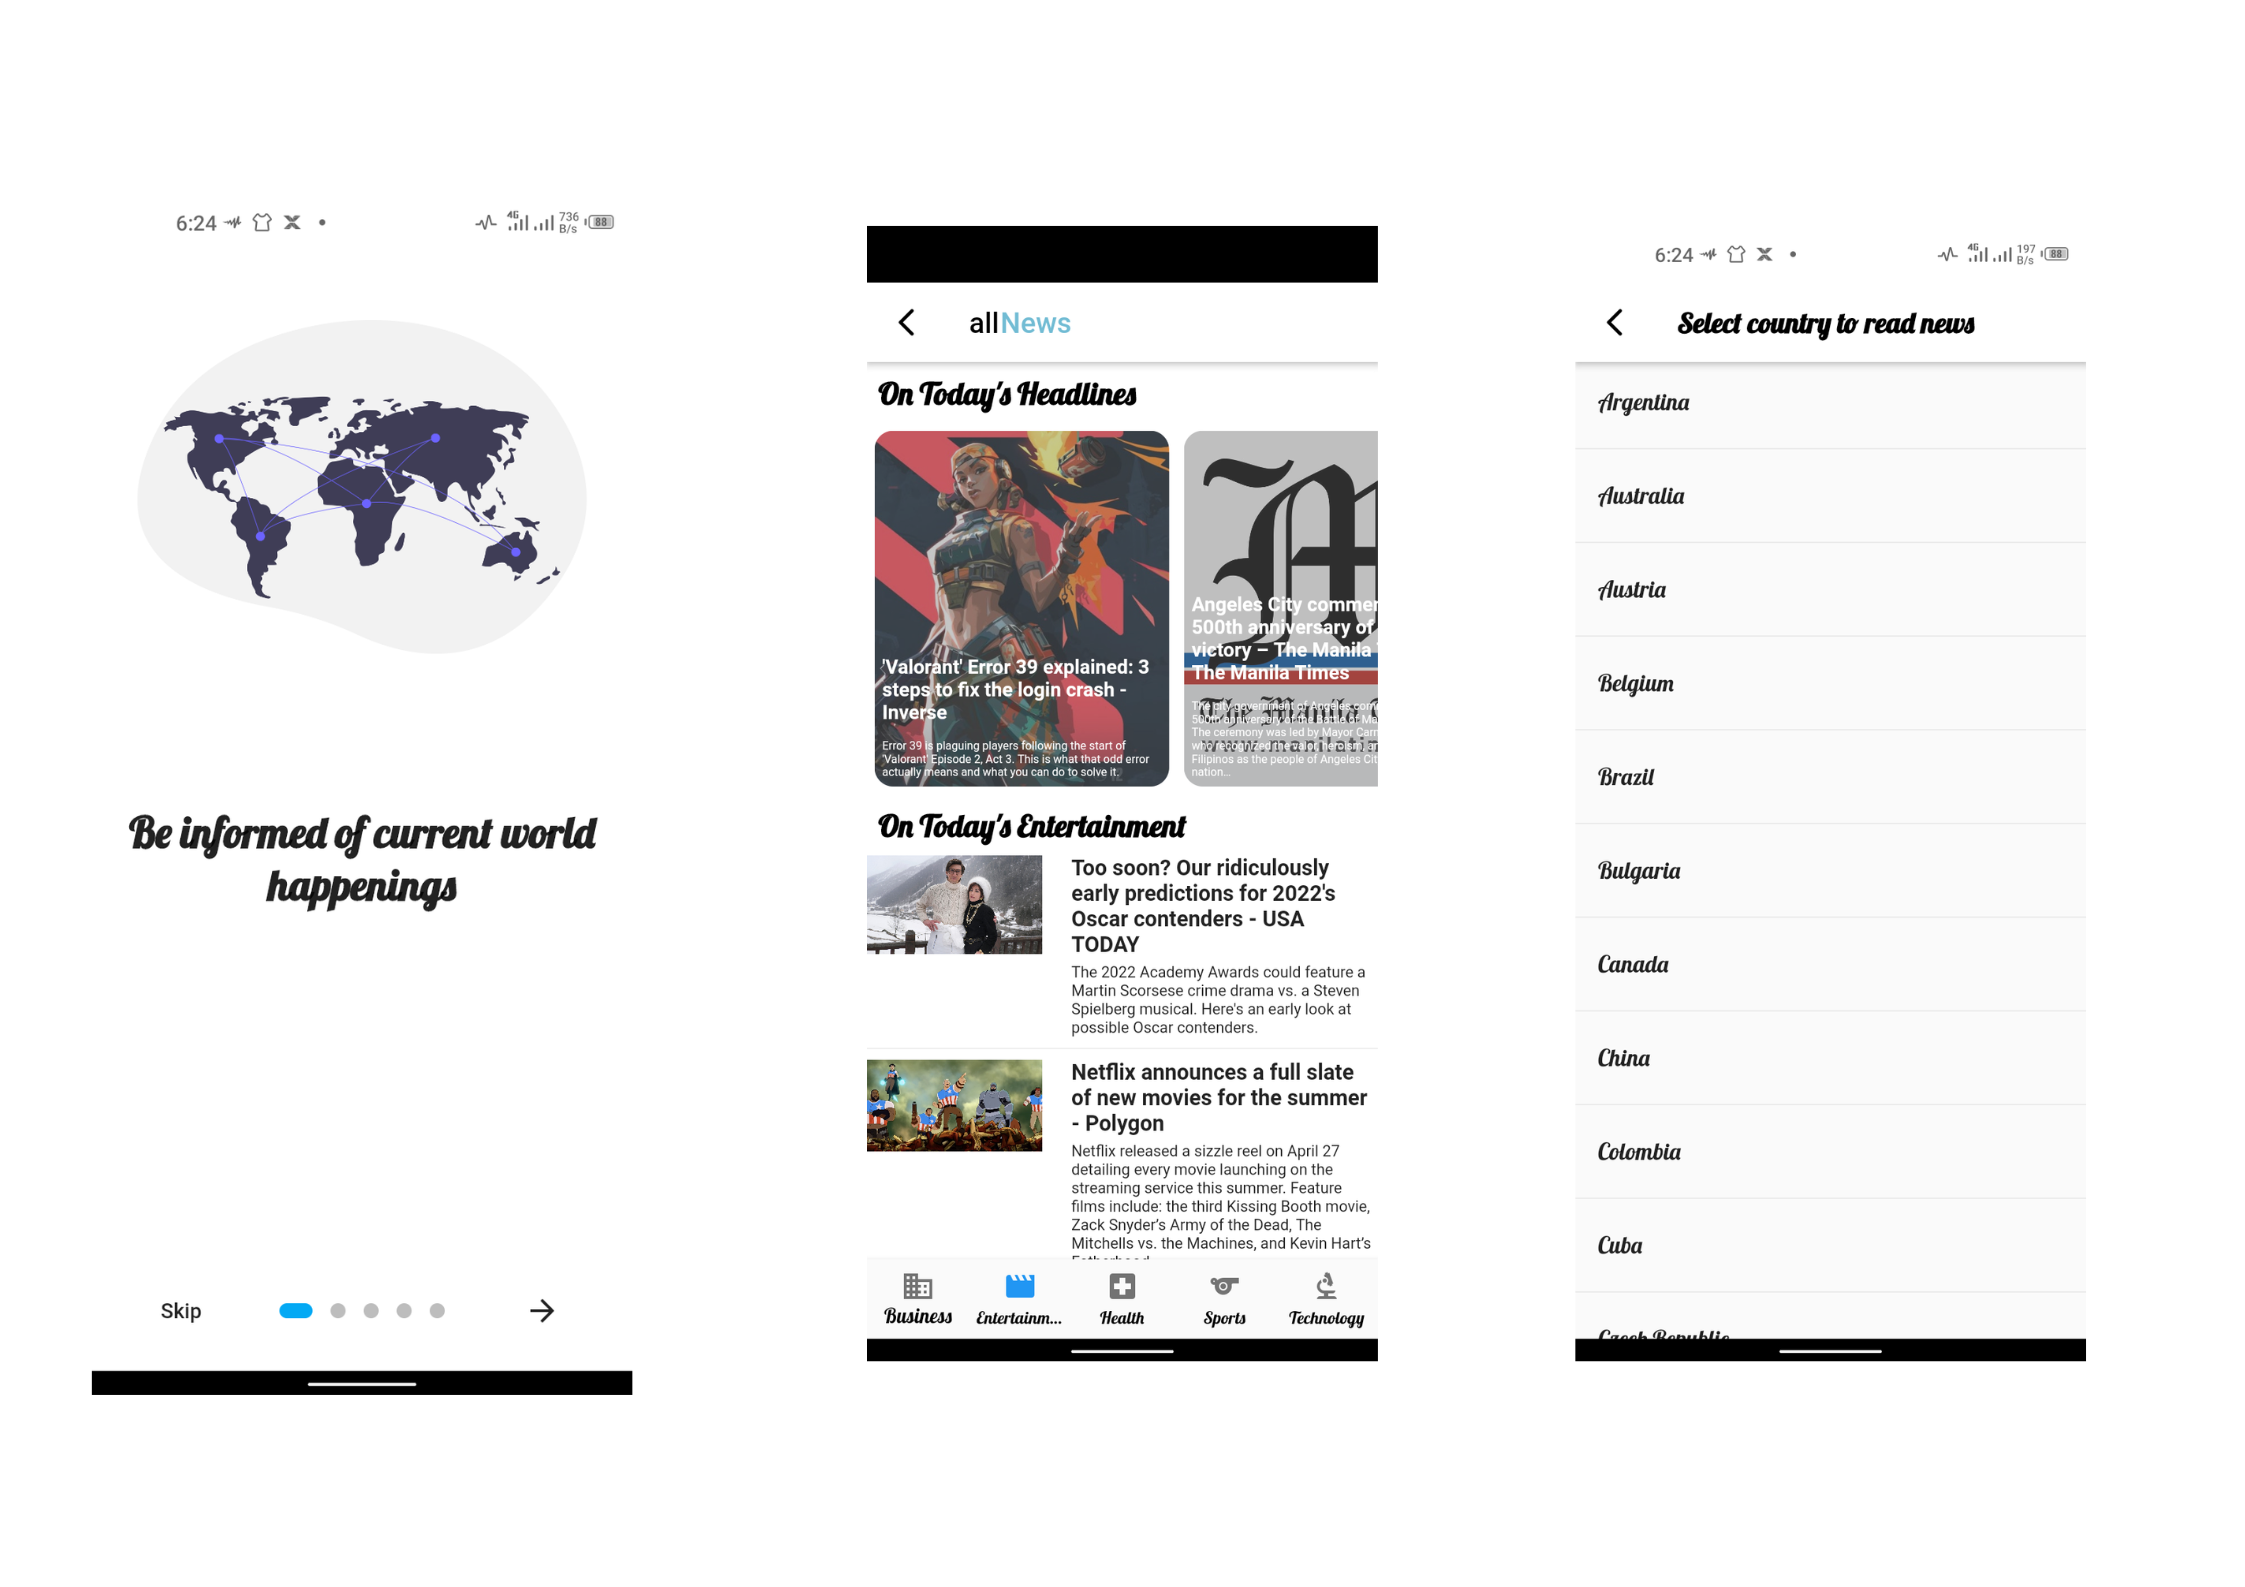 6:24
4G
736
B/s
88
Be informed of current world
happenings
Skip
allNews
On Today's Headlines
'Valorant' Error 39 explained: 3
steps to fix the login crash -
Inverse
Error 39 is plaguing players following the start of
'Valorant' Episode 2, Act 3. This is what that odd error
actually means and what you can do to solve it.
Angeles City commer
500th anniversary of
victory – The Manila
The Manila Times
The city government of Angeles com
500th anniversary of the Battle of Ma
The ceremony was led by Mayor Carm
who recognized the valor, heroism, an
Filipinos as the people of Angeles Cit
nation...
The Manila
www.manilatim
On Today's Entertainment
Too soon? Our ridiculously
early predictions for 2022's
Oscar contenders - USA
TODAY
The 2022 Academy Awards could feature a
Martin Scorsese crime drama vs. a Steven
Spielberg musical. Here's an early look at
possible Oscar contenders.
Netflix announces a full slate
of new movies for the summer
- Polygon
Netflix released a sizzle reel on April 27
detailing every movie launching on the
streaming service this summer. Feature
films include: the third Kissing Booth movie,
Zack Snyder’s Army of the Dead, The
Mitchells vs. the Machines, and Kevin Hart’s
Business
Entertainm...
Health
Sports
Technology
6:24
4G
197
B/s
88
Select country to read news
Argentina
Australia
Austria
Belgium
Brazil
Bulgaria
Canada
China
Colombia
Cuba
Czech Republic